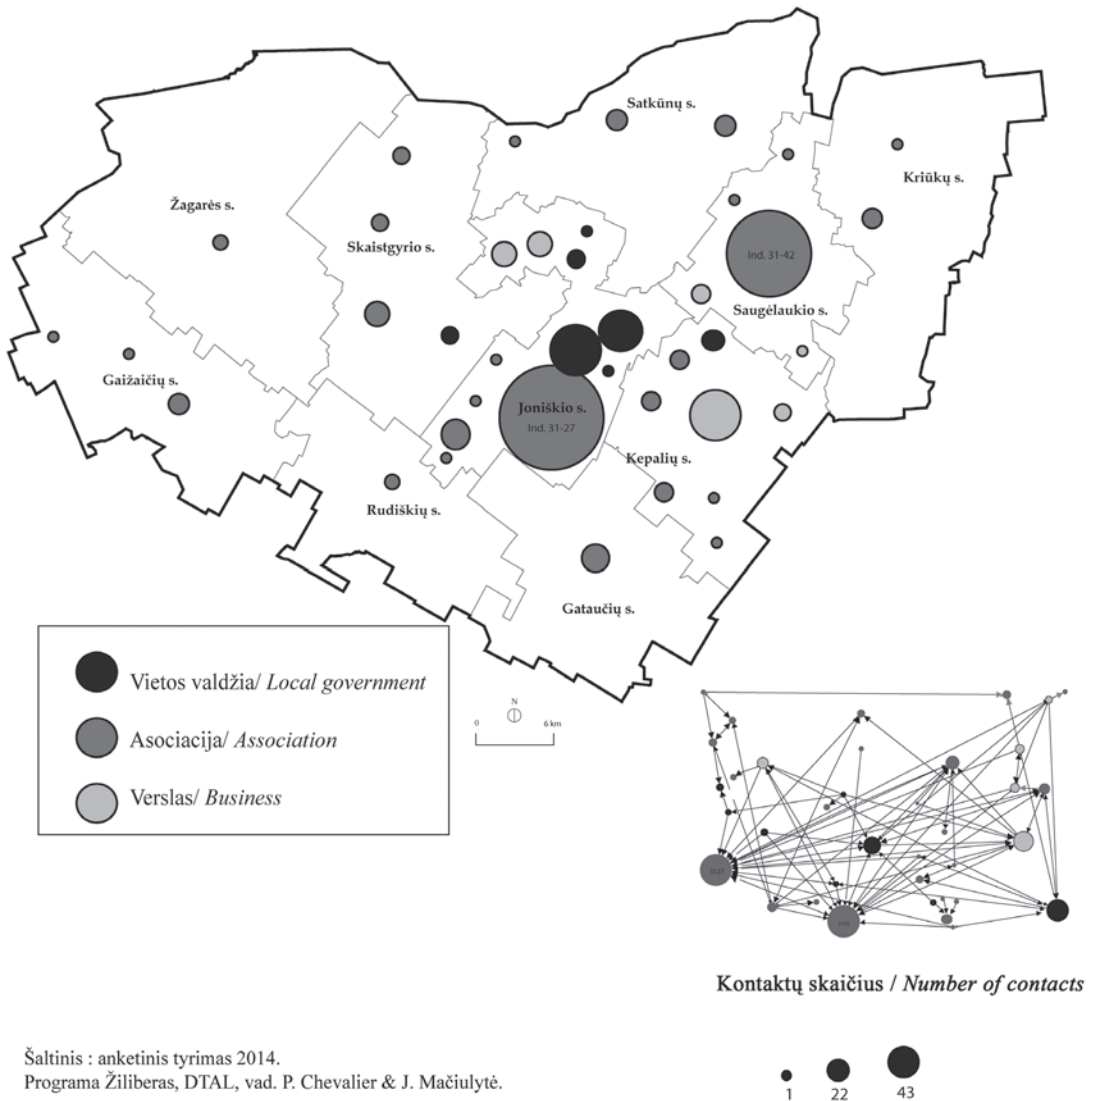 Satkūnų s.
Kriūkų s.
Žagarės s.
Skaistgyrio s.
Ind. 31-42
Saugėlaukio s.
Gaižaičių s.
Joniškio s.
Ind. 31-27
Kepalių s.
Rudiškių s.
Gataučių s.
Vietos valdžia/ Local government
Asociacija/ Association
Verslas/ Business
N
0 6 km
Kontaktų skaičius / Number of contacts
1 22 43
Šaltinis : anketinis tyrimas 2014.
Programa Žiliberas, DTAL, vad. P. Chevalier & J. Mačiulytė.